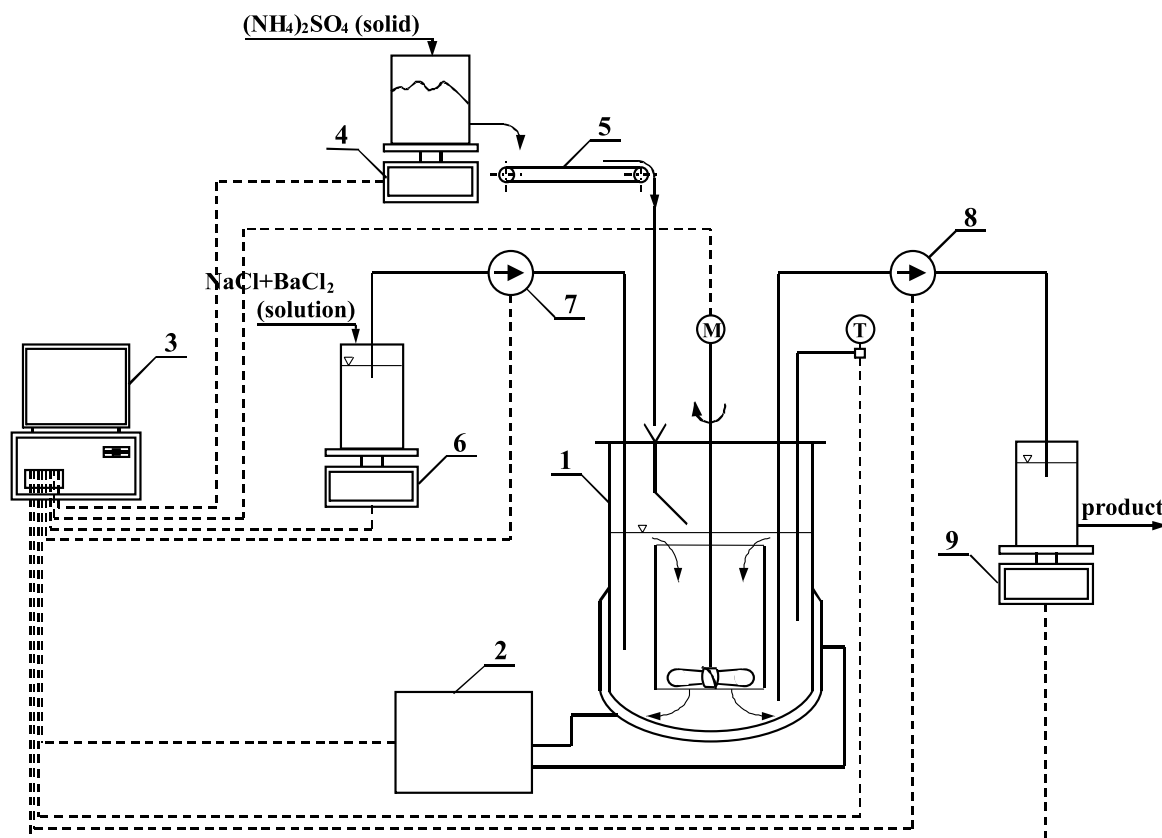 (NH₄)₂SO₄ (solid)
4
5
8
NaCl+BaCl₂
(solution)
7
3
M
T
6
1
product
9
2